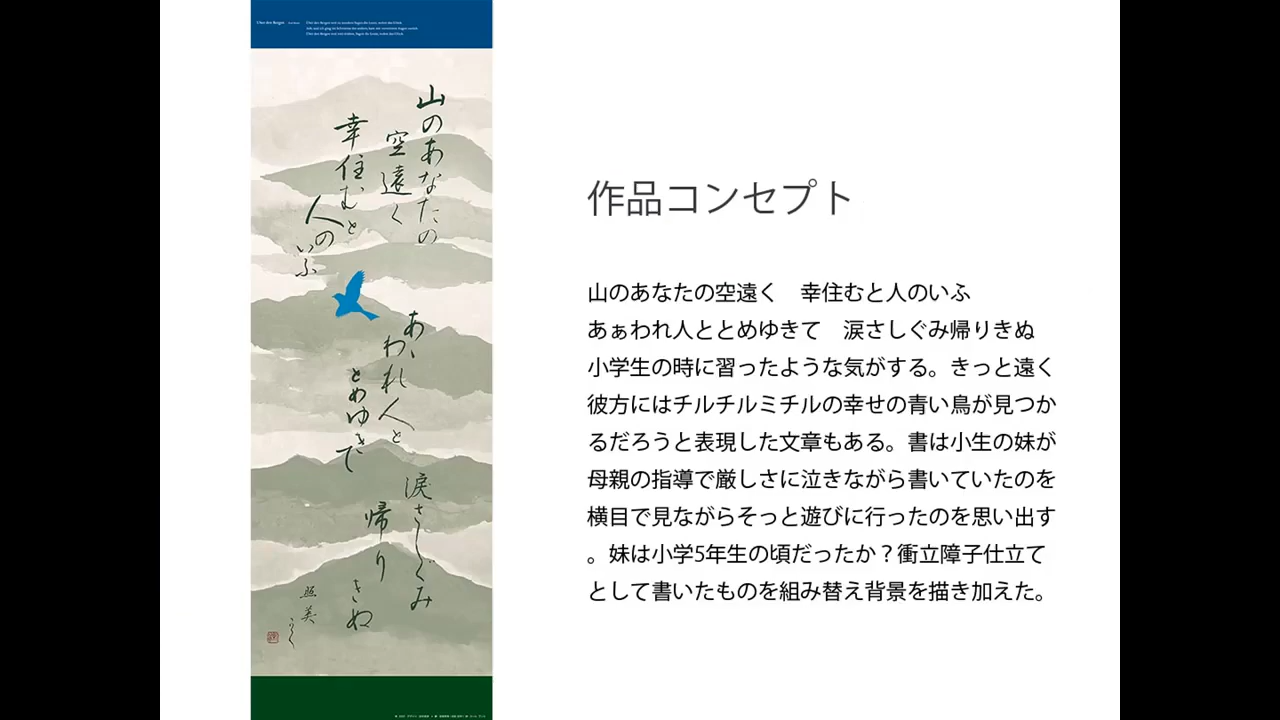 Über den Bergen
山のあなたの
空遠く
幸住むと
人の
いふ
あゝ
われ人と
とめゆきて
涙さしぐみ
帰り
きぬ
照美
かく
作品コンセプト
山のあなたの空遠く　幸住むと人のいふ
あぁわれ人ととめゆきて　涙さしぐみ帰りきぬ
小学生の時に習ったような気がする。きっと遠く
彼方にはチルチルミチルの幸せの青い鳥が見つか
るだろうと表現した文章もある。書は小生の妹が
母親の指導で厳しさに泣きながら書いていたのを
横目で見ながらそっと遊びに行ったのを思い出す
。妹は小学5年生の頃だったか？衝立障子仕立て
として書いたものを組み替え背景を描き加えた。